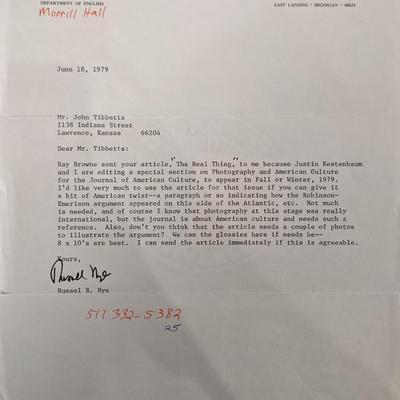 DEPARTMENT OF ENGLISH
EAST LANSING • MICHIGAN • 48824
Morrill Hall
June 18, 1979
Mr. John Tibbetts
1138 Indiana Street
Lawrence, Kansas 66204
Dear Mr. Tibbetts:
Ray Browne sent your article, "The Real Thing," to me because Justin Kestenbaum
and I are editing a special section on Photography and American Culture
for the Journal of American Culture, to appear in Fall or Winter, 1979.
I'd like very much to use the article for that issue if you can give it
a bit of American twist--a paragraph or so indicating how the Robinson-
Emerison argument appeared on this side of the Atlantic, etc. Not much
is needed, and of course I know that photography at this stage was really
international, but the journal is about American culture and needs such a
reference. Also, don't you think that the article needs a couple of photos
to illustrate the argument? We can the glossies here if needs be--
8 x 10's are best. I can send the article immediately if this is agreeable.
Yours,
Russel Nye
Russel B. Nye
517 332-5382
25